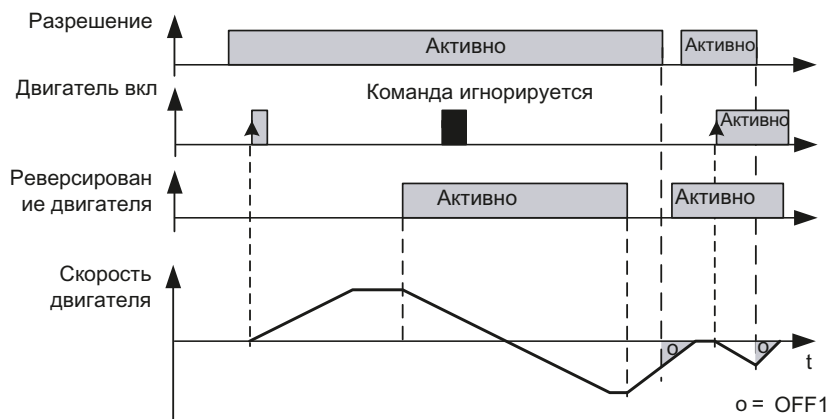 Разрешение
Активно
Активно
Двигатель вкл
Команда игнорируется
Активно
Реверсирован
ие двигателя
Активно
Активно
Скорость
двигателя
o
o
t
o = OFF1